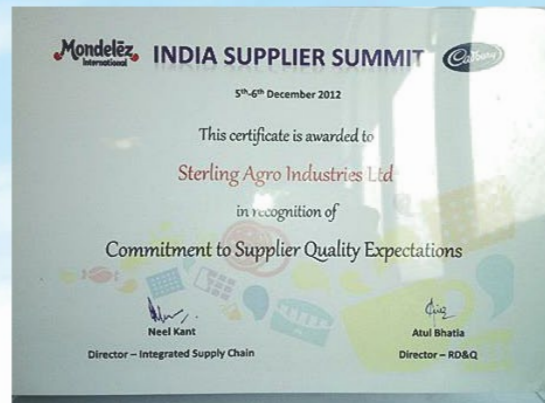 Mondelēz International
INDIA SUPPLIER SUMMIT
Cadbury
5th-6th December 2012
This certificate is awarded to
Sterling Agro Industries Ltd
in recognition of
Commitment to Supplier Quality Expectations
Neel Kant
Atul Bhatia
Director – Integrated Supply Chain
Director – RD&Q